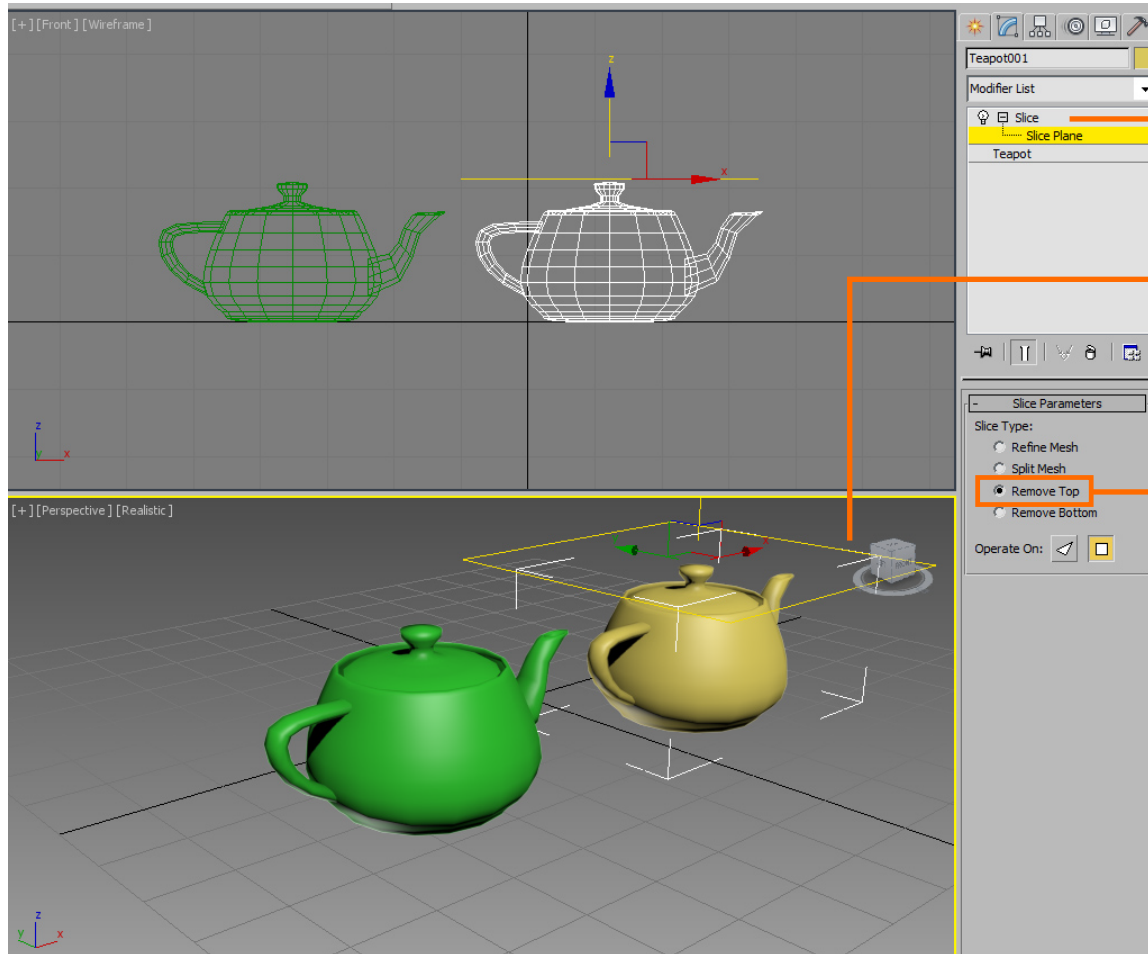 [+] [Front] [Wireframe]
z
x
z
y x
[+] [Perspective] [Realistic]
x
z
y x
Teapot001
Modifier List
Slice
Slice Plane
Teapot
- Slice Parameters
Slice Type:
Refine Mesh
Split Mesh
Remove Top
Remove Bottom
Operate On: